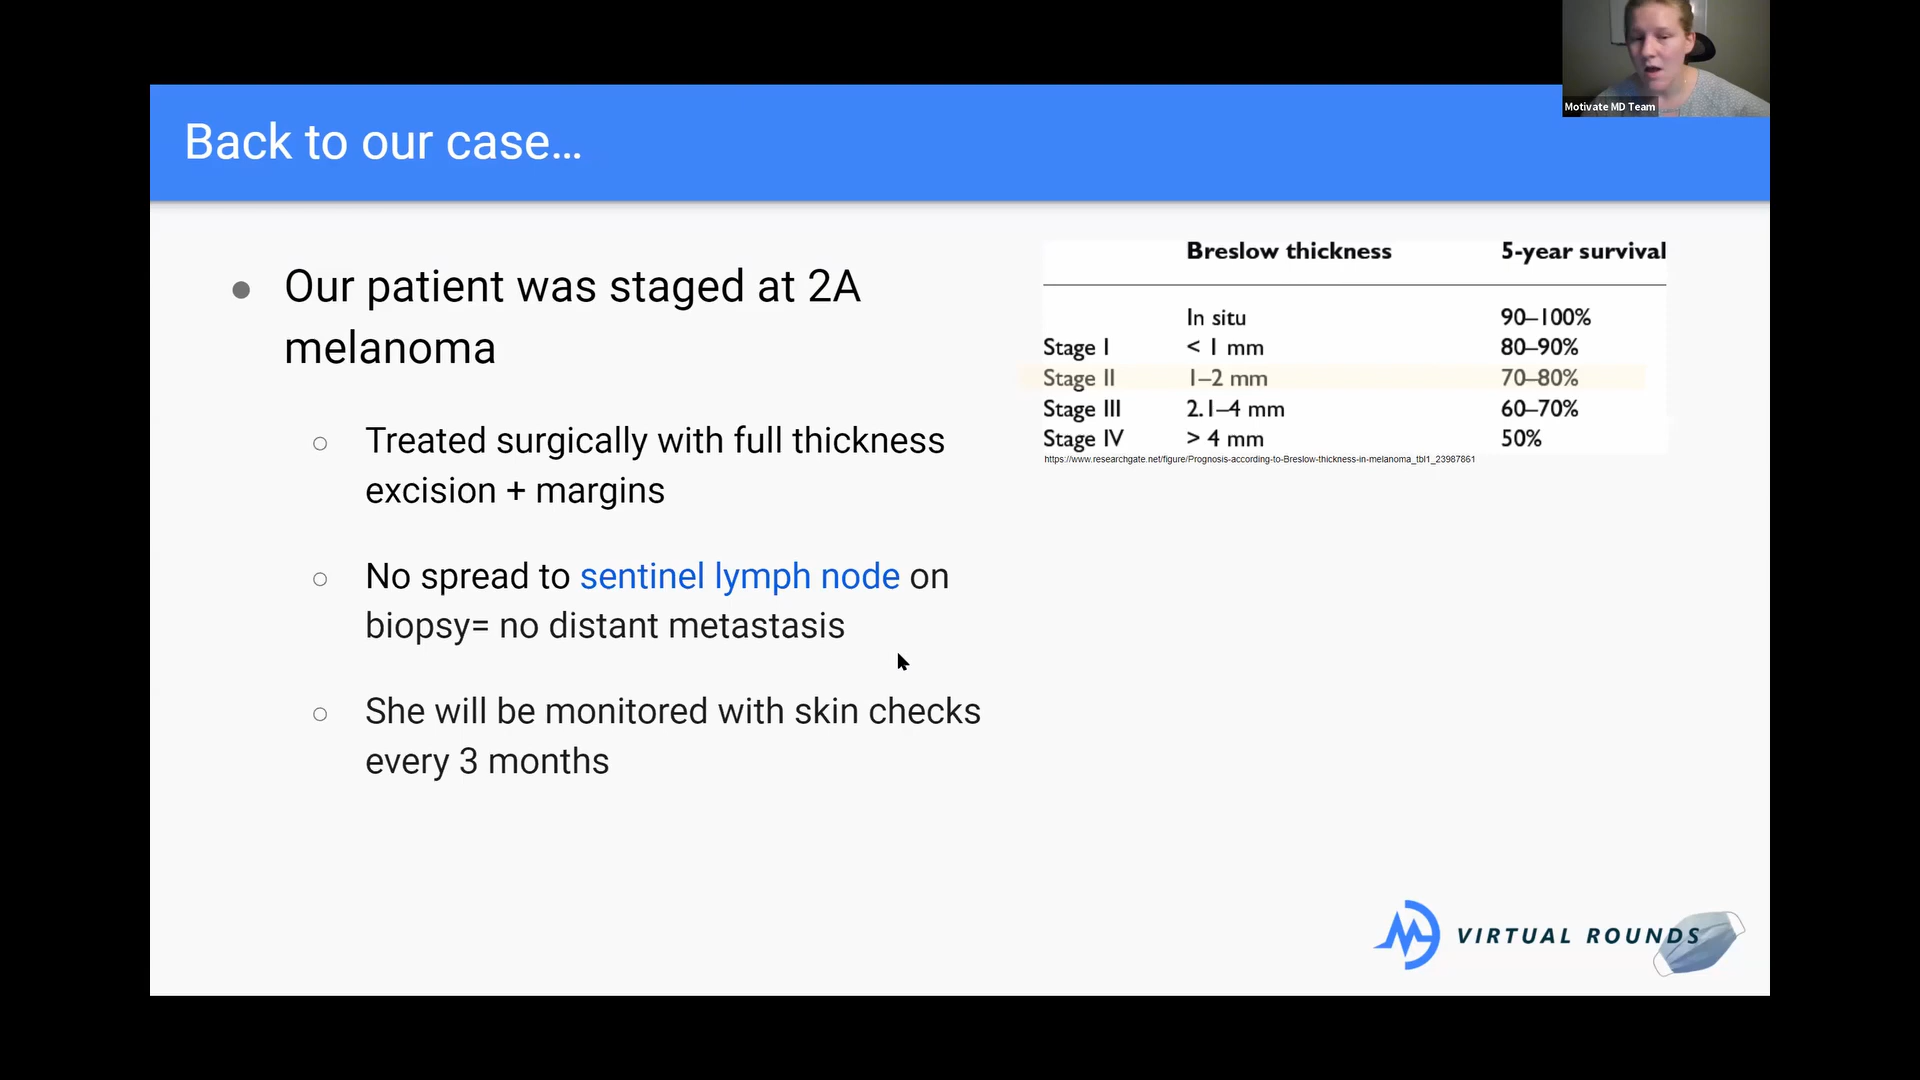 Motivate MD Team
Back to our case...
● Our patient was staged at 2A
melanoma
○ Treated surgically with full thickness
excision + margins
○ No spread to sentinel lymph node on
biopsy= no distant metastasis
○ She will be monitored with skin checks
every 3 months
Breslow thickness 5-year survival
In situ 90–100%
Stage I < 1 mm 80–90%
Stage II 1–2 mm 70–80%
Stage III 2.1–4 mm 60–70%
Stage IV > 4 mm 50%
https://www.researchgate.net/figure/Prognosis-according-to-Breslow-thickness-in-melanoma_tbl1_23987861
VIRTUAL ROUNDS